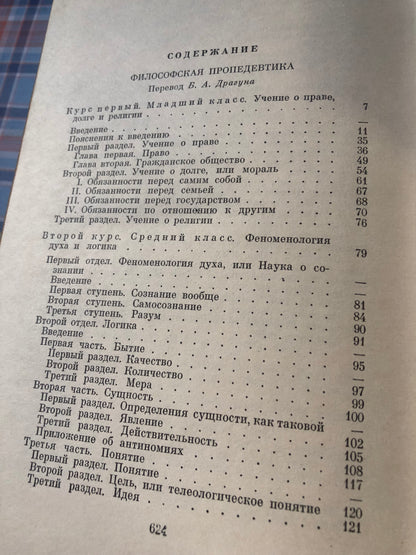 СОДЕРЖАНИЕ
ФИЛОСОФСКАЯ ПРОПЕДЕВТИКА
Перевод Б. А. Драгуна
Курс первый. Младший класс. Учение о праве,
долге и религии . . . . . . . . . . . . 7
Введение . . . . . . . . . . . . . . . —
Пояснения к введению . . . . . . . . . . 11
Первый раздел. Учение о праве . . . . . . . 35
Глава первая. Право . . . . . . . . . . 36
Глава вторая. Гражданское общество . . . . 49
Второй раздел. Учение о долге, или мораль . . . 54
I. Обязанности перед самим собой . . . . . 61
II. Обязанности перед семьей . . . . . . . 67
III. Обязанности перед государством . . . . . 68
IV. Обязанности по отношению к другим . . . . 70
Третий раздел. Учение о религии . . . . . . 76
Второй курс. Средний класс. Феноменология
духа и логика . . . . . . . . . . . . . 79
Первый отдел. Феноменология духа, или Наука о со-
знании . . . . . . . . . . . . . . . —
Введение . . . . . . . . . . . . . . —
Первая ступень. Сознание вообще . . . . . 81
Вторая ступень. Самосознание . . . . . . 84
Третья ступень. Разум . . . . . . . . . 90
Второй отдел. Логика . . . . . . . . . . 91
Введение . . . . . . . . . . . . . . —
Первая часть. Бытие . . . . . . . . . . 95
Первый раздел. Качество . . . . . . . . —
Второй раздел. Количество . . . . . . . 97
Третий раздел. Мера . . . . . . . . . 99
Вторая часть. Сущность . . . . . . . . . 100
Первый раздел. Определения сущности, как таковой —
Второй раздел. Явление . . . . . . . . 102
Третий раздел. Действительность . . . . . 105
Приложение об антиномиях . . . . . . . 108
Третья часть. Понятие . . . . . . . . . 117
Первый раздел. Понятие . . . . . . . . —
Второй раздел. Цель, или телеологическое понятие 120
Третий раздел. Идея . . . . . . . . . 121
624